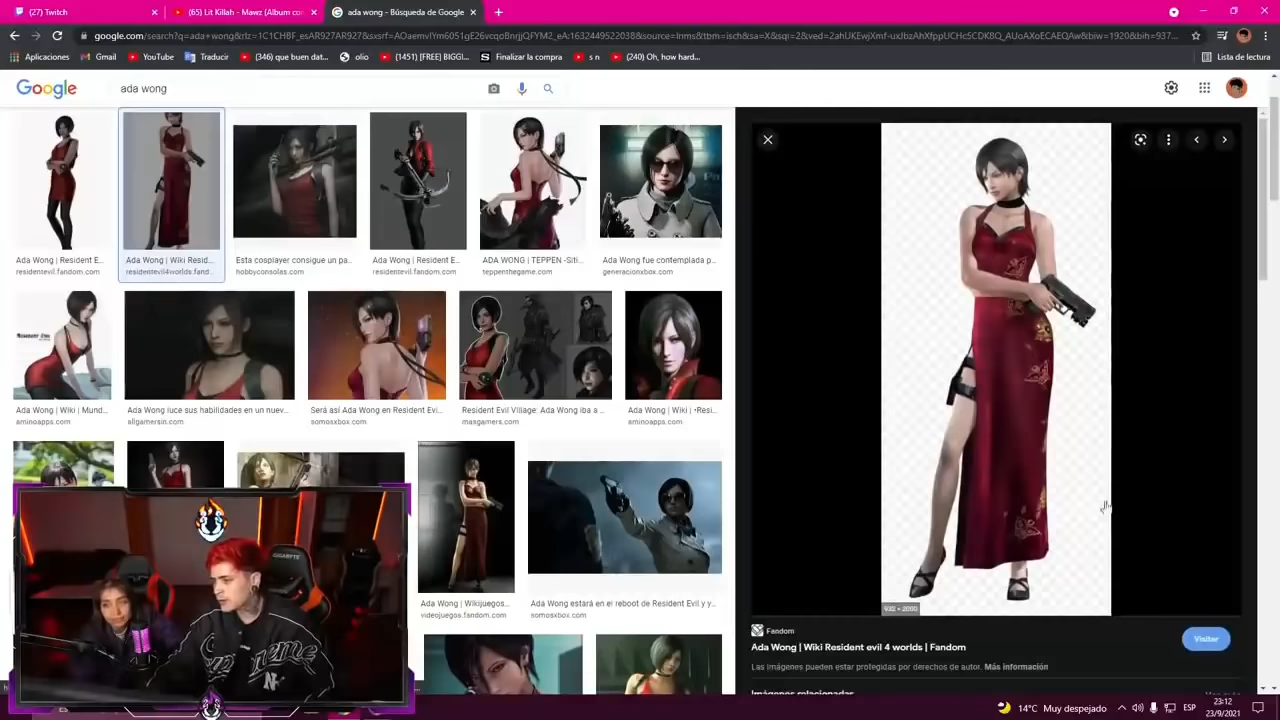 (27) Twitch
(65) Lit Killah - Mawz [Album con
ada wong - Búsqueda de Google
Aplicaciones
Gmail
YouTube
Traducir
(346) que buen dat...
olio
(1451) [FREE] BIGGI...
Finalizar la compra
s n
(240) Oh, how hard...
Lista de lectura
Google
ada wong
Ada Wong | Resident E...
residentevil.fandom.com
Ada Wong | Wiki Resid...
residentevil4worlds.fand...
Esta cosplayer consigue un pa...
hobbyconsolas.com
Ada Wong | Resident E...
residentevil.fandom.com
ADA WONG | TEPPEN -Siti...
teppenthegame.com
Ada Wong fue contemplada p...
generacionxbox.com
Ada Wong | Wiki | Mund...
aminoapps.com
Ada Wong luce sus habilidades en un nuev...
allgamersin.com
Será así Ada Wong en Resident Evi...
somosxbox.com
Resident Evil Village: Ada Wong iba a ...
masgamers.com
Ada Wong | Wiki | •Resi...
aminoapps.com
Ada Wong | Wikijuegos...
videojuegos.fandom.com
Ada Wong estará en el reboot de Resident Evil y y...
somosxbox.com
Fandom
Ada Wong | Wiki Resident evil 4 worlds | Fandom
Visitar
Las imágenes pueden estar protegidas por derechos de autor. Más información
Imágenes relacionadas
GIGABYTE
14°C Muy despejado
ESP
23:12
23/9/2021